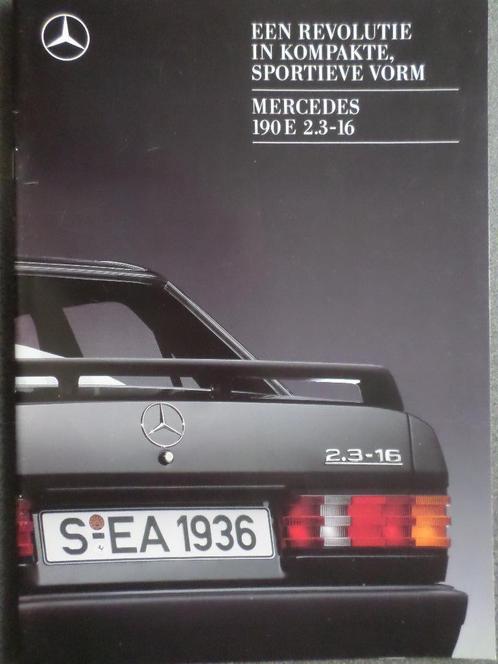 EEN REVOLUTIE
IN KOMPAKTE,
SPORTIEVE VORM
MERCEDES
190 E 2.3-16
2.3-16
S-EA 1936